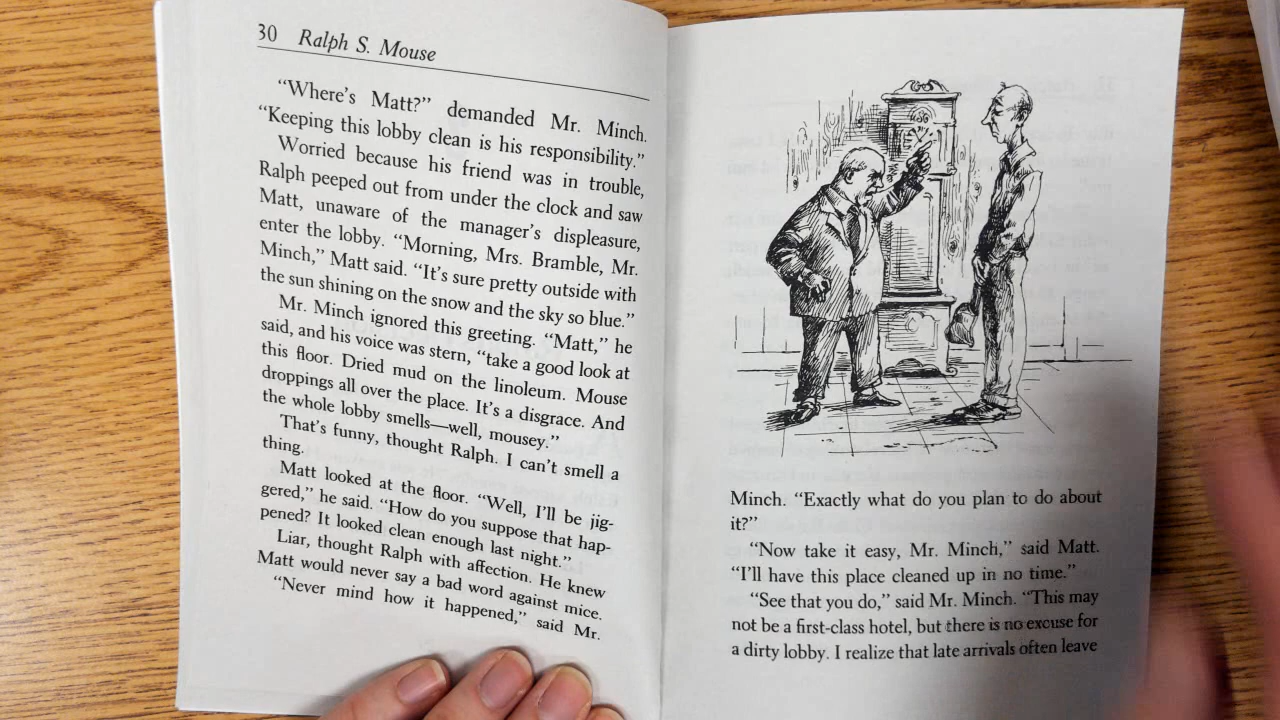 30 Ralph S. Mouse
“Where’s Matt?” demanded Mr. Minch.
“Keeping this lobby clean is his responsibility.”
Worried because his friend was in trouble,
Ralph peeped out from under the clock and saw
Matt, unaware of the manager’s displeasure,
enter the lobby. “Morning, Mrs. Bramble, Mr.
Minch,” Matt said. “It’s sure pretty outside with
the sun shining on the snow and the sky so blue.”
Mr. Minch ignored this greeting. “Matt,” he
said, and his voice was stern, “take a good look at
this floor. Dried mud on the linoleum. Mouse
droppings all over the place. It’s a disgrace. And
the whole lobby smells—well, mousey.”
That’s funny, thought Ralph. I can’t smell a
thing.
Matt looked at the floor. “Well, I’ll be jig-
gered,” he said. “How do you suppose that hap-
pened? It looked clean enough last night.”
Liar, thought Ralph with affection. He knew
Matt would never say a bad word against mice.
“Never mind how it happened,” said Mr.
Minch. “Exactly what do you plan to do about
it?”
“Now take it easy, Mr. Minch,” said Matt.
“I’ll have this place cleaned up in no time.”
“See that you do,” said Mr. Minch. “This may
not be a first-class hotel, but there is no excuse for
a dirty lobby. I realize that late arrivals often leave